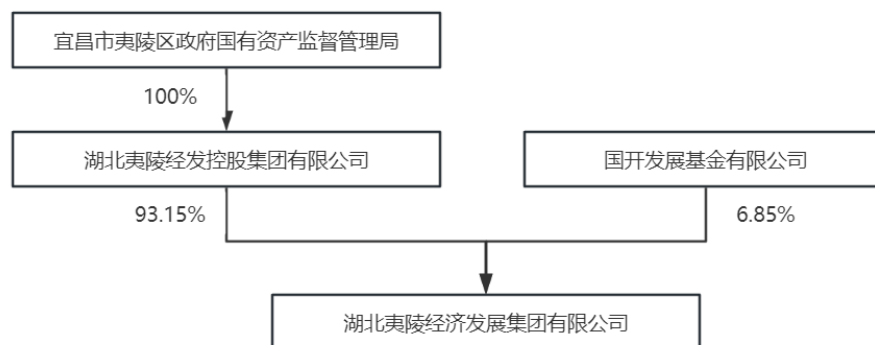 宜昌市夷陵区政府国有资产监督管理局
100%
湖北夷陵经发控股集团有限公司
国开发展基金有限公司
93.15%
6.85%
湖北夷陵经济发展集团有限公司